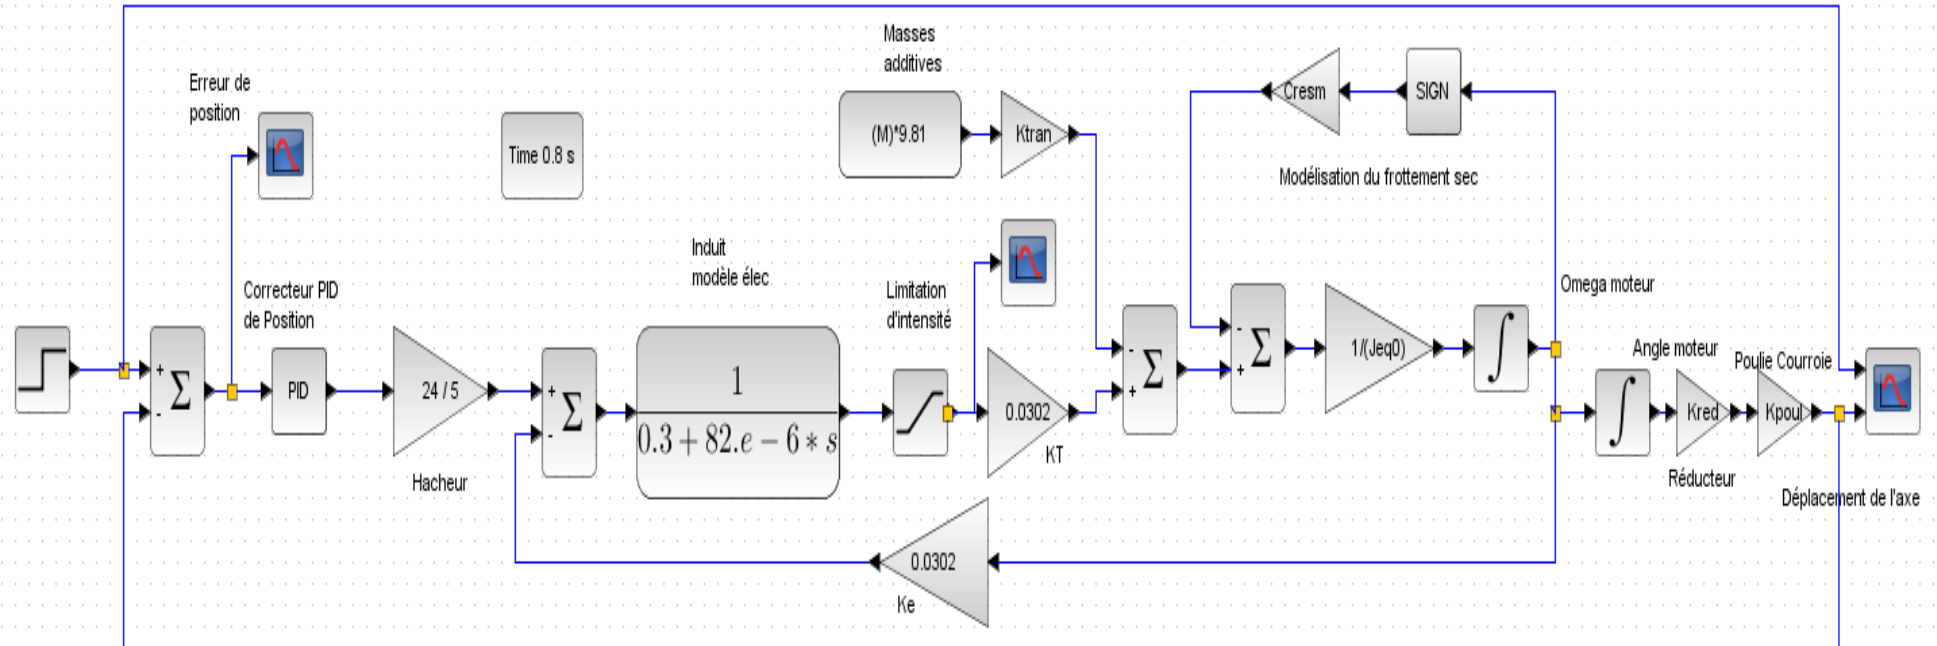 Masses
additives
Erreur de
position
Cresm
SIGN
(M)*9.81
Ktran
Time 0.8 s
Modélisation du frottement sec
Induit
modèle élec
Correcteur PID
de Position
Limitation
d'intensité
Omega moteur
Angle moteur
Poulie Courroie
+
-
Σ
PID
24 / 5
+
-
Σ
1
0.3 + 82.e − 6 * s
0.0302
KT
-
+
Σ
-
+
Σ
1/(Jeq0)
∫
∫
Kred
Kpoul
Réducteur
Hacheur
Déplacement de l'axe
0.0302
Ke